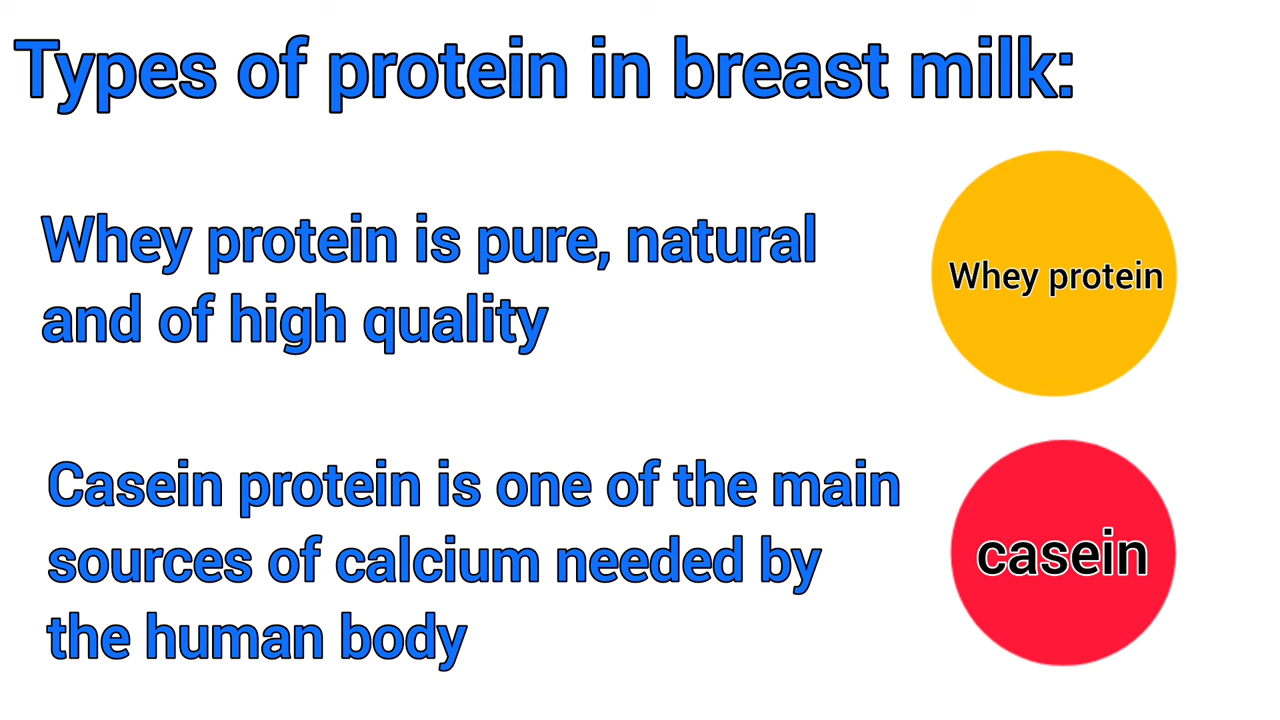 Types of protein in breast milk:
Whey protein is pure, natural
and of high quality
Whey protein
Casein protein is one of the main
sources of calcium needed by
the human body
casein